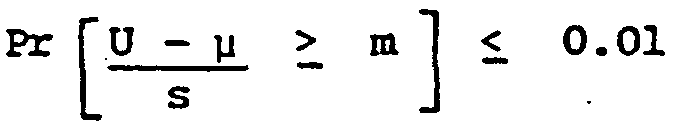 Pr [ (U - μ) / s ≥ m ] ≤ 0.01